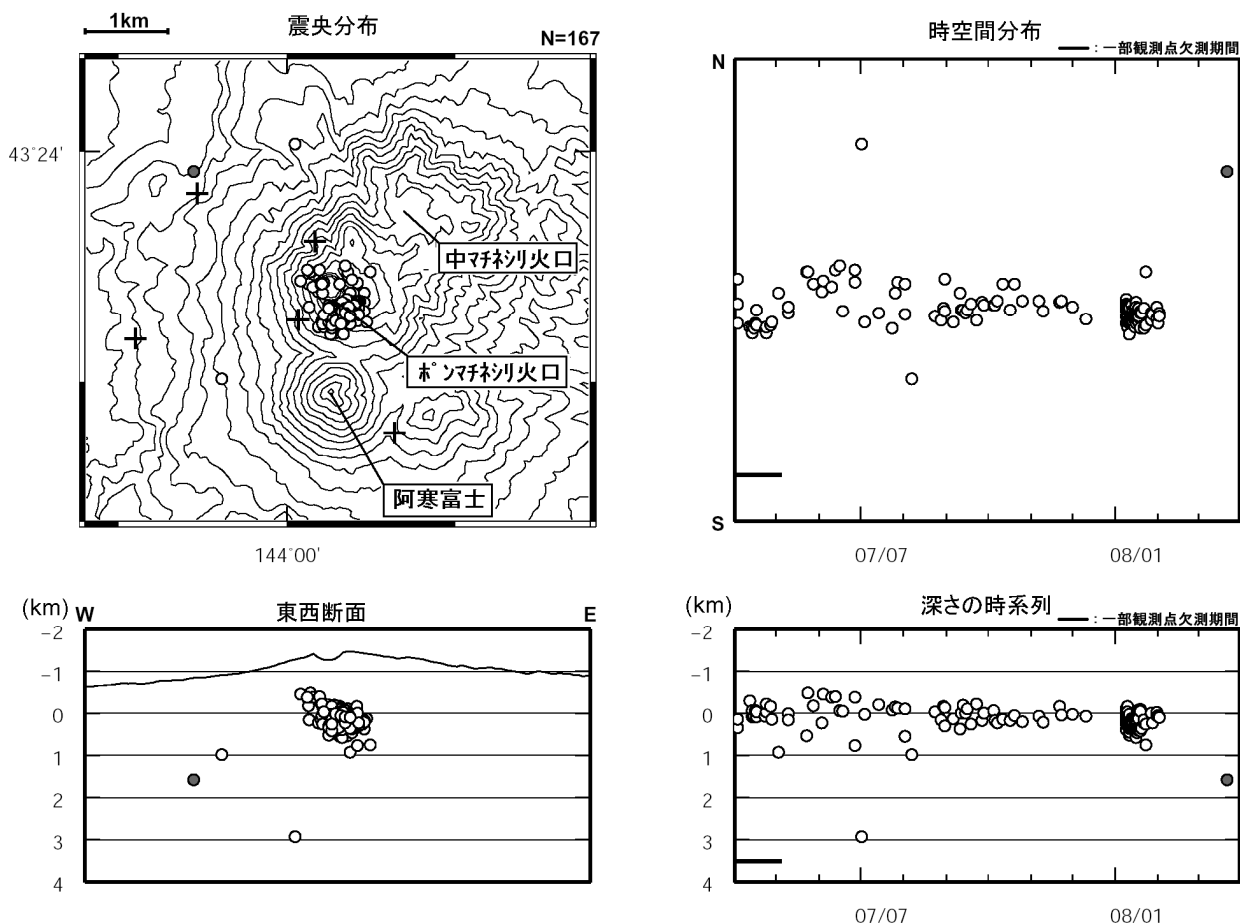 1km
震央分布
N=167
43°24'
中マチネシリ火口
ポンマチネシリ火口
阿寒富士
144°00'
時空間分布
━ : 一部観測点欠測期間
N
S
07/07
08/01
(km) W
東西断面
E
-2
-1
0
1
2
3
4
(km)
深さの時系列
━ : 一部観測点欠測期間
-2
-1
0
1
2
3
4
07/07
08/01